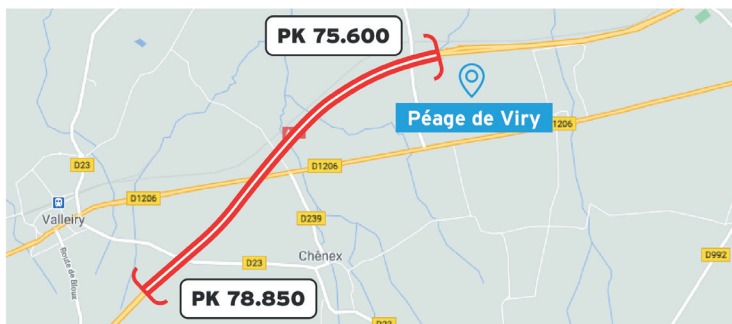 PK 75.600
Péage de Viry
D1206
D23
D1206
D1206
Valleiry
D239
Route de Bloux
D23
Chênex
D992
PK 78.850
D23